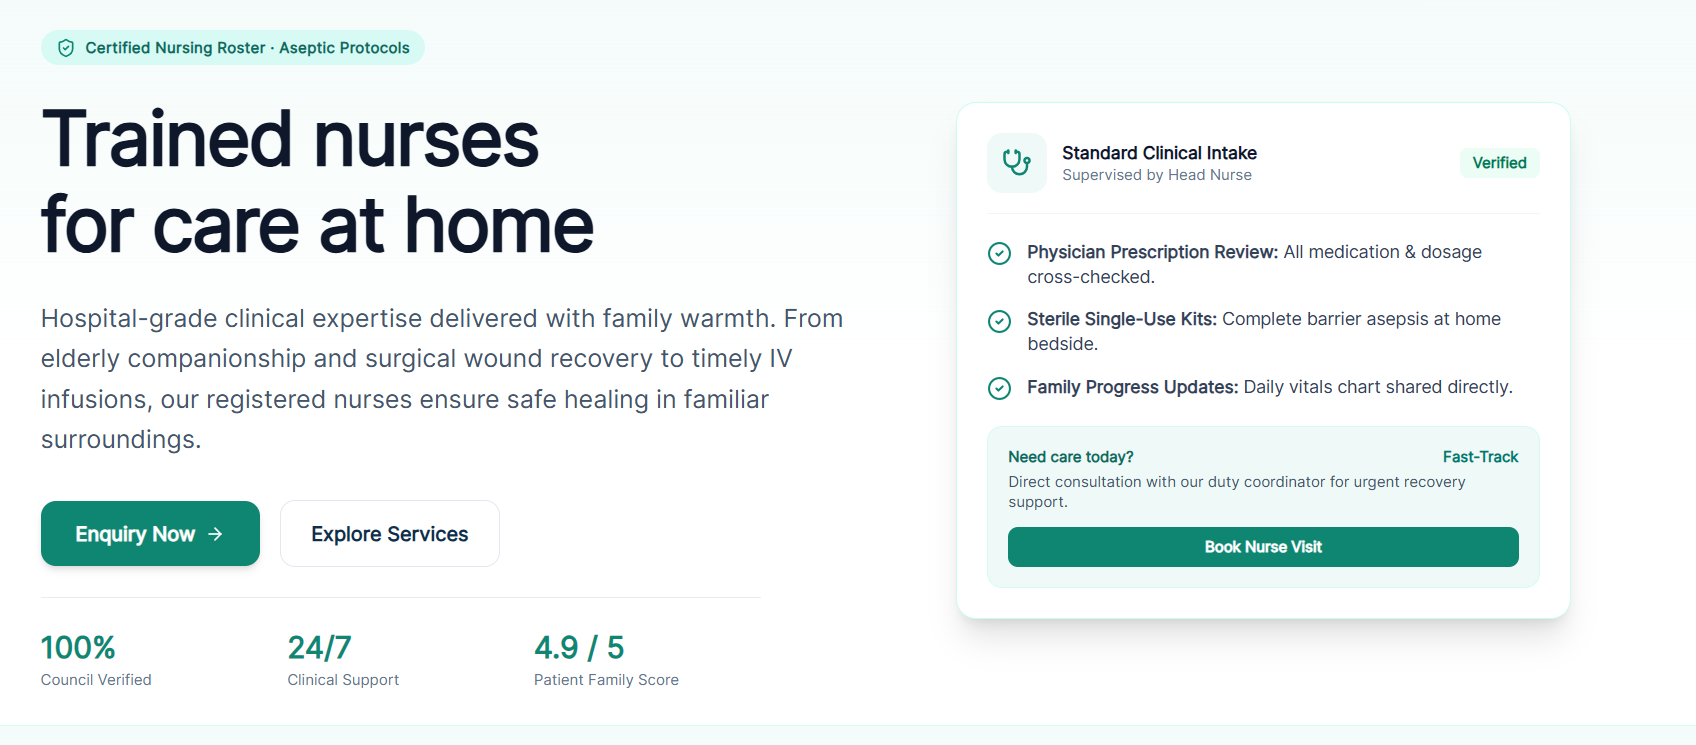 Certified Nursing Roster · Aseptic Protocols
Trained nurses
for care at home
Hospital-grade clinical expertise delivered with family warmth. From
elderly companionship and surgical wound recovery to timely IV
infusions, our registered nurses ensure safe healing in familiar
surroundings.
Enquiry Now →
Explore Services
100%
Council Verified
24/7
Clinical Support
4.9 / 5
Patient Family Score
Standard Clinical Intake
Supervised by Head Nurse
Verified
Physician Prescription Review: All medication & dosage
cross-checked.
Sterile Single-Use Kits: Complete barrier asepsis at home
bedside.
Family Progress Updates: Daily vitals chart shared directly.
Need care today?
Fast-Track
Direct consultation with our duty coordinator for urgent recovery
support.
Book Nurse Visit